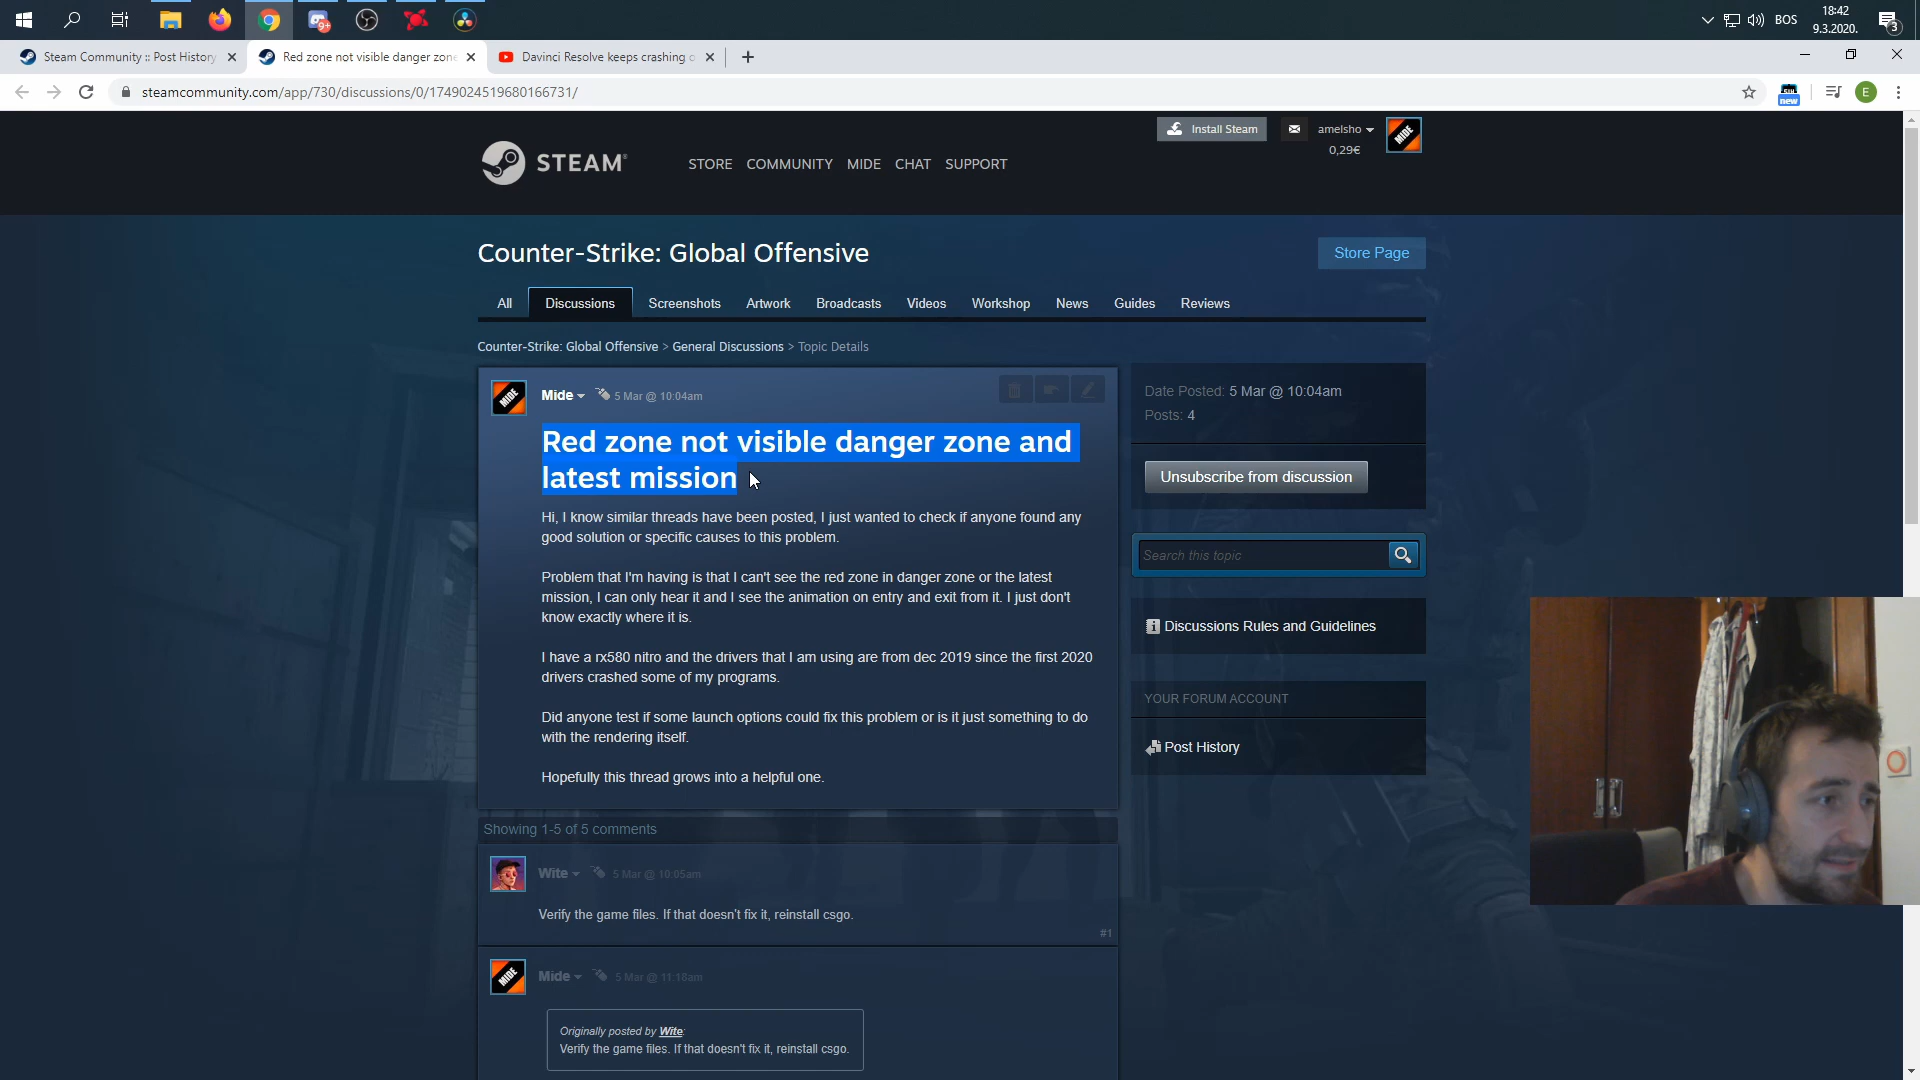 BOS
18:42
9.3.2020.
3
9+
Steam Community :: Post History
Red zone not visible danger zone
Davinci Resolve keeps crashing
steamcommunity.com/app/730/discussions/0/1749024519680166731/
new
E
Install Steam
amelsho
0,29€
MIDE
STEAM
STORE COMMUNITY MIDE CHAT SUPPORT
Counter-Strike: Global Offensive
Store Page
All Discussions Screenshots Artwork Broadcasts Videos Workshop News Guides Reviews
Counter-Strike: Global Offensive > General Discussions > Topic Details
MIDE
Mide
5 Mar @ 10:04am
Red zone not visible danger zone and
latest mission
Hi, I know similar threads have been posted, I just wanted to check if anyone found any
good solution or specific causes to this problem.
Problem that I'm having is that I can't see the red zone in danger zone or the latest
mission, I can only hear it and I see the animation on entry and exit from it. I just don't
know exactly where it is.
I have a rx580 nitro and the drivers that I am using are from dec 2019 since the first 2020
drivers crashed some of my programs.
Did anyone test if some launch options could fix this problem or is it just something to do
with the rendering itself.
Hopefully this thread grows into a helpful one.
Date Posted: 5 Mar @ 10:04am
Posts: 4
Unsubscribe from discussion
Search this topic
Discussions Rules and Guidelines
YOUR FORUM ACCOUNT
Post History
Showing 1-5 of 5 comments
Wite
5 Mar @ 10:05am
Verify the game files. If that doesn't fix it, reinstall csgo.
#1
MIDE
Mide
5 Mar @ 11:18am
Originally posted by Wite:
Verify the game files. If that doesn't fix it, reinstall csgo.